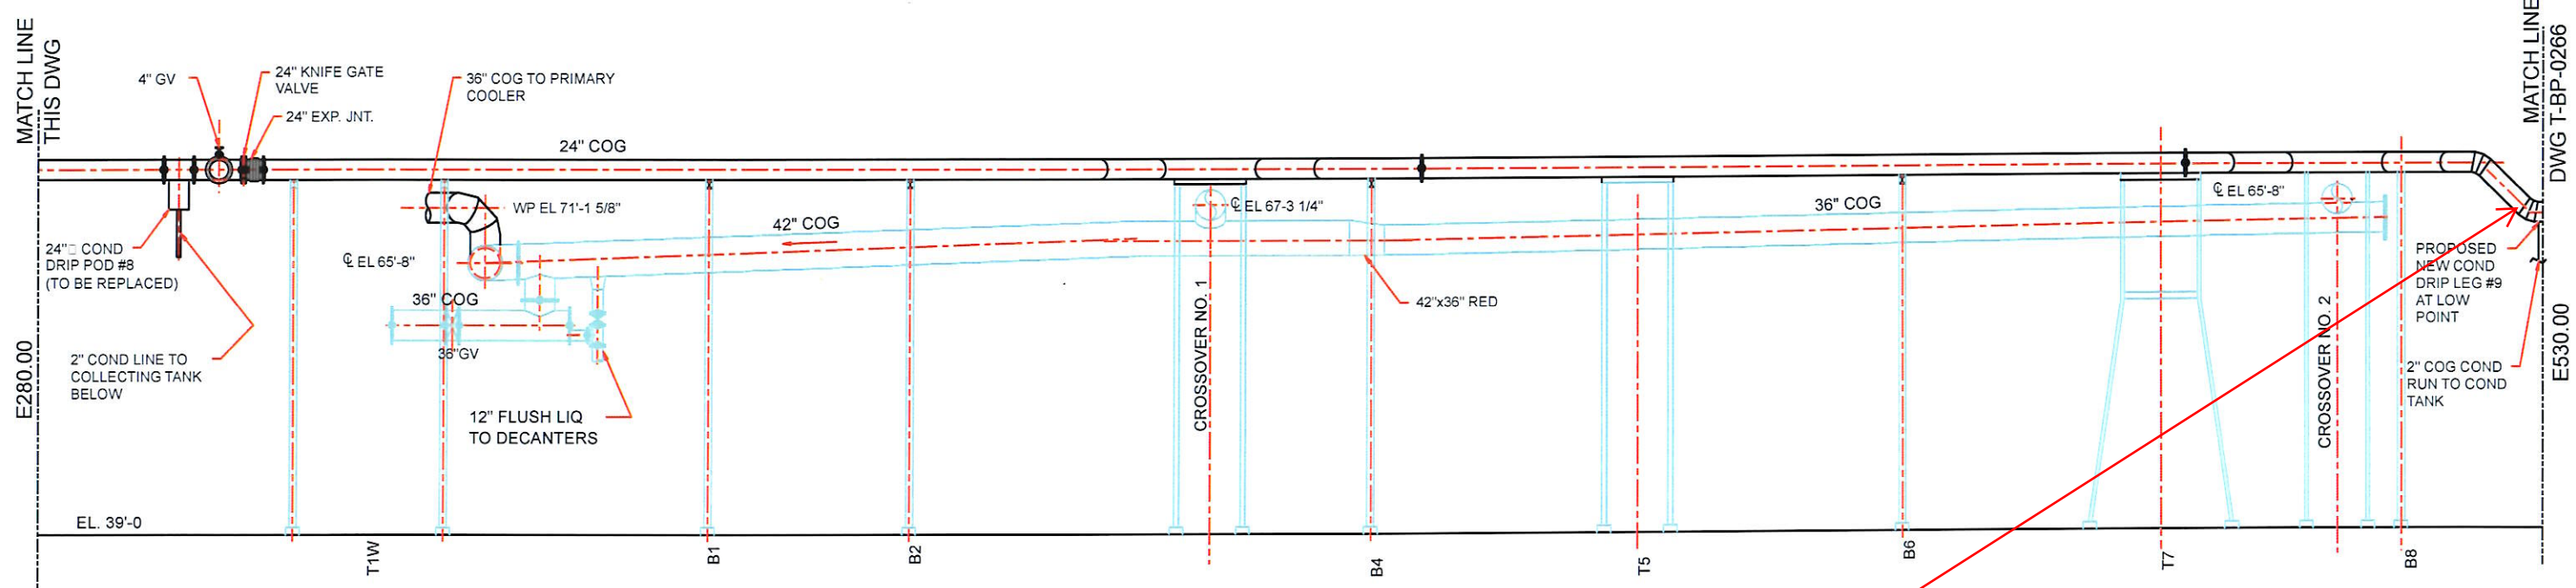 MATCH LINE
THIS DWG
E280.00
4" GV
24" KNIFE GATE
VALVE
24" EXP. JNT.
36" COG TO PRIMARY
COOLER
24" COG
WP EL 71'-1 5/8"
℄ EL 65'-8"
42" COG
℄ EL 67-3 1/4"
36" COG
℄ EL 65'-8"
24"□ COND
DRIP POD #8
(TO BE REPLACED)
2" COND LINE TO
COLLECTING TANK
BELOW
36" COG
36"GV
12" FLUSH LIQ
TO DECANTERS
CROSSOVER NO. 1
42"x36" RED
CROSSOVER NO. 2
PROPOSED
NEW COND
DRIP LEG #9
AT LOW
POINT
2" COG COND
RUN TO COND
TANK
MATCH LINE
DWG T-BP-0266
E530.00
EL. 39'-0
T1W
B1
B2
B4
T5
B6
T7
B8